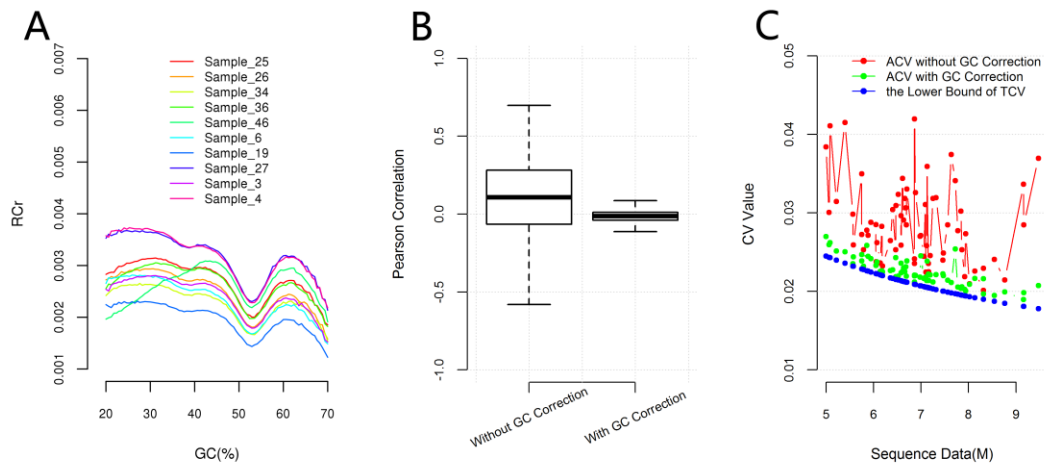 A
B
C
0.007
0.006
0.005
0.004
0.003
0.002
0.001
RCr
Sample_25
Sample_26
Sample_34
Sample_36
Sample_46
Sample_6
Sample_19
Sample_27
Sample_3
Sample_4
20
30
40
50
60
70
GC(%)
1.0
0.5
0.0
-0.5
-1.0
Pearson Correlation
Without GC Correction
With GC Correction
0.05
0.04
0.03
0.02
0.01
CV Value
ACV without GC Correction
ACV with GC Correction
the Lower Bound of TCV
5
6
7
8
9
Sequence Data(M)